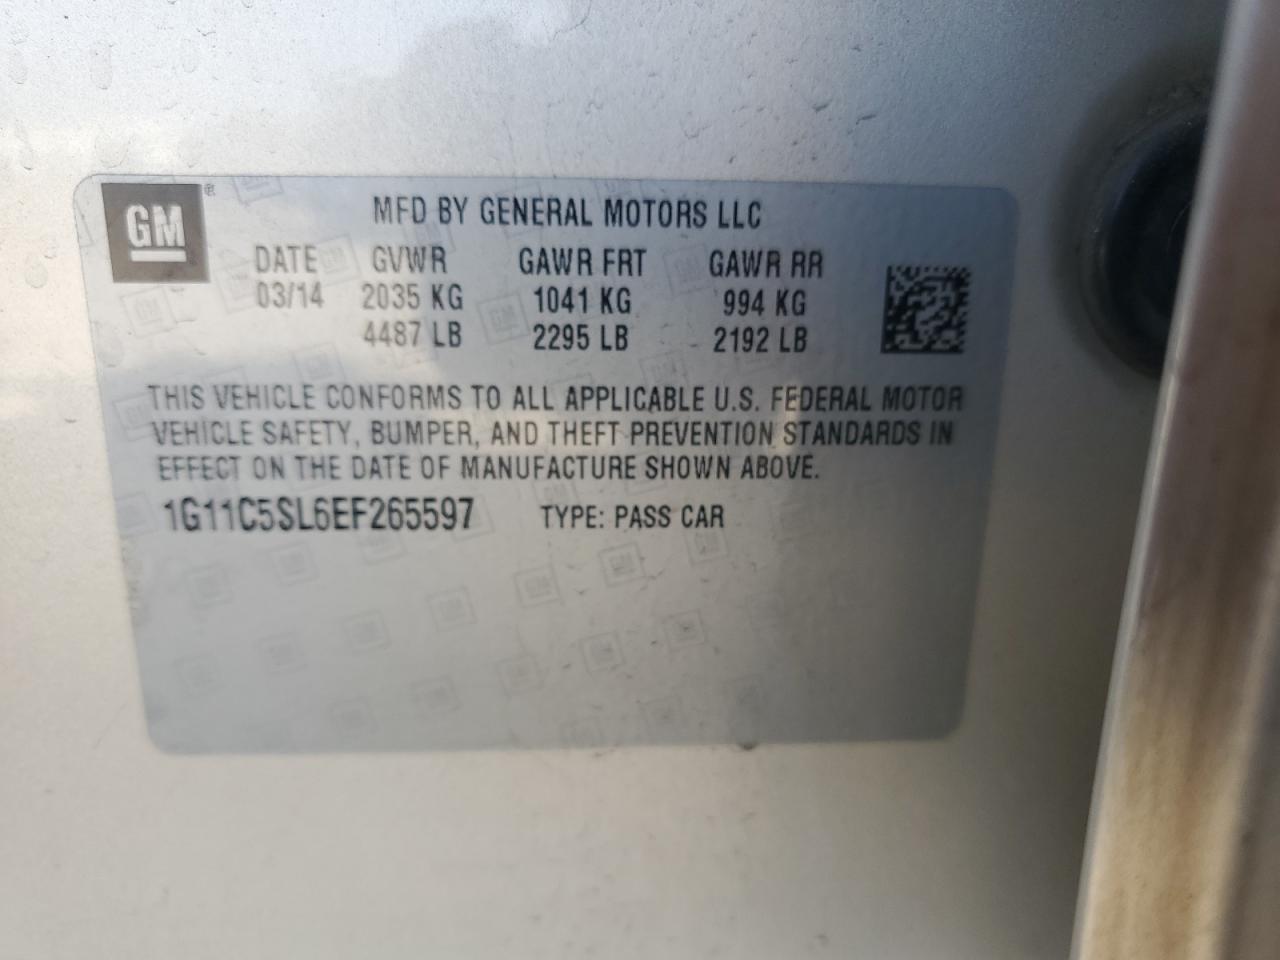 GM®
MFD BY GENERAL MOTORS LLC
DATE GVWR GAWR FRT GAWR RR
03/14 2035 KG 1041 KG 994 KG
4487 LB 2295 LB 2192 LB
THIS VEHICLE CONFORMS TO ALL APPLICABLE U.S. FEDERAL MOTOR
VEHICLE SAFETY, BUMPER, AND THEFT PREVENTION STANDARDS IN
EFFECT ON THE DATE OF MANUFACTURE SHOWN ABOVE.
1G11C5SL6EF265597 TYPE: PASS CAR